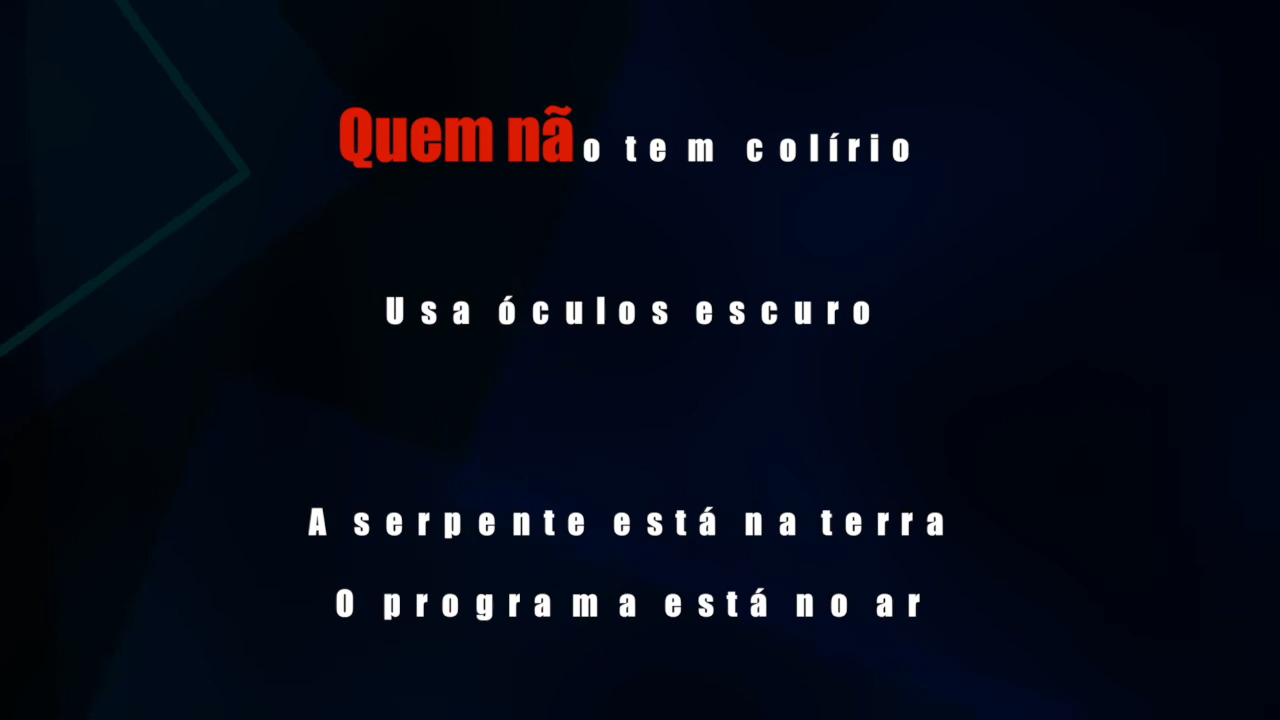 Quem não tem colírio
Usa óculos escuro
A serpente está na terra
O programa está no ar